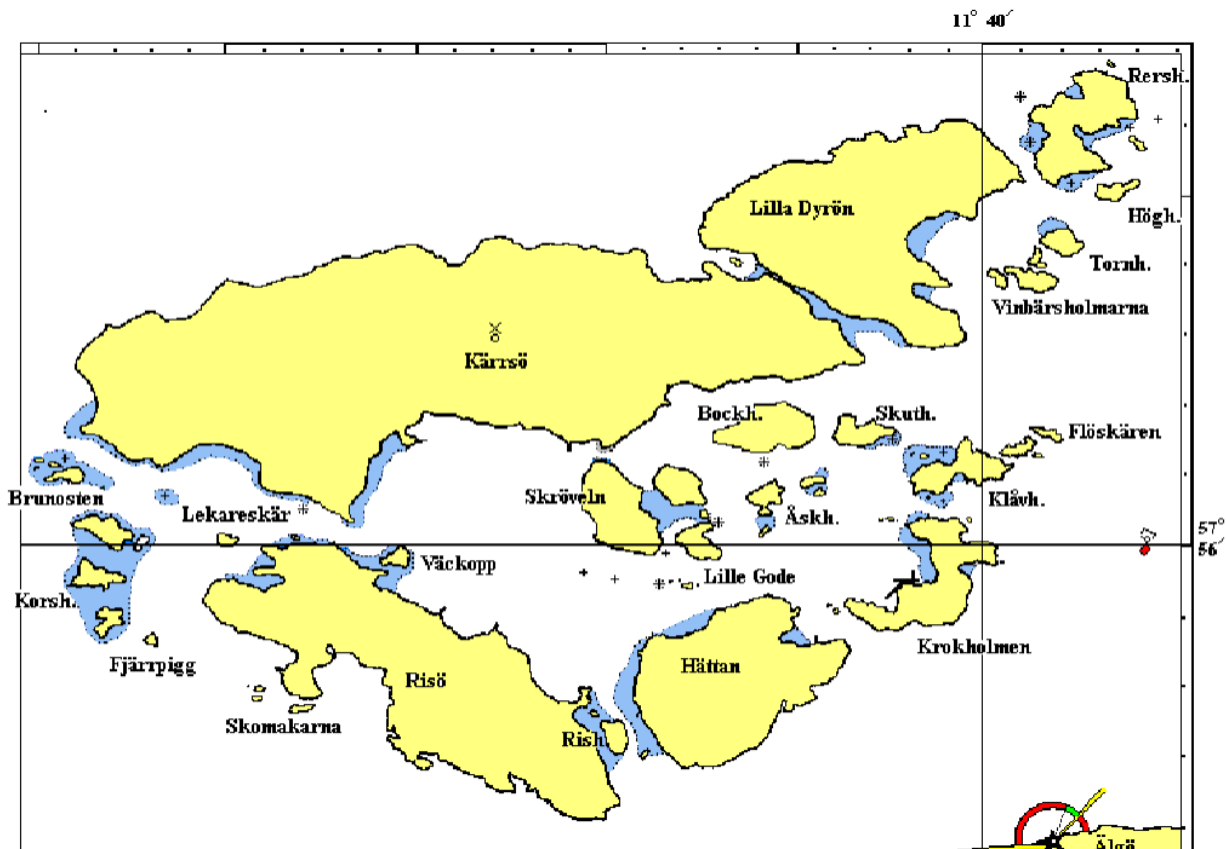 11° 40′
Rersh.
Lilla Dyrön
Högh.
Tornh.
Vinbärsholmarna
Kärrsö
Bockh.
Skuth.
Flöskären
Brunosten
Skröveln
Klåvh.
Lekareskär
Åskh.
57°
56′
Väckopp
Lille Gode
Korsh.
Krokholmen
Fjärrpigg
Hättan
Risö
Skomakarna
Rish.
Älgö